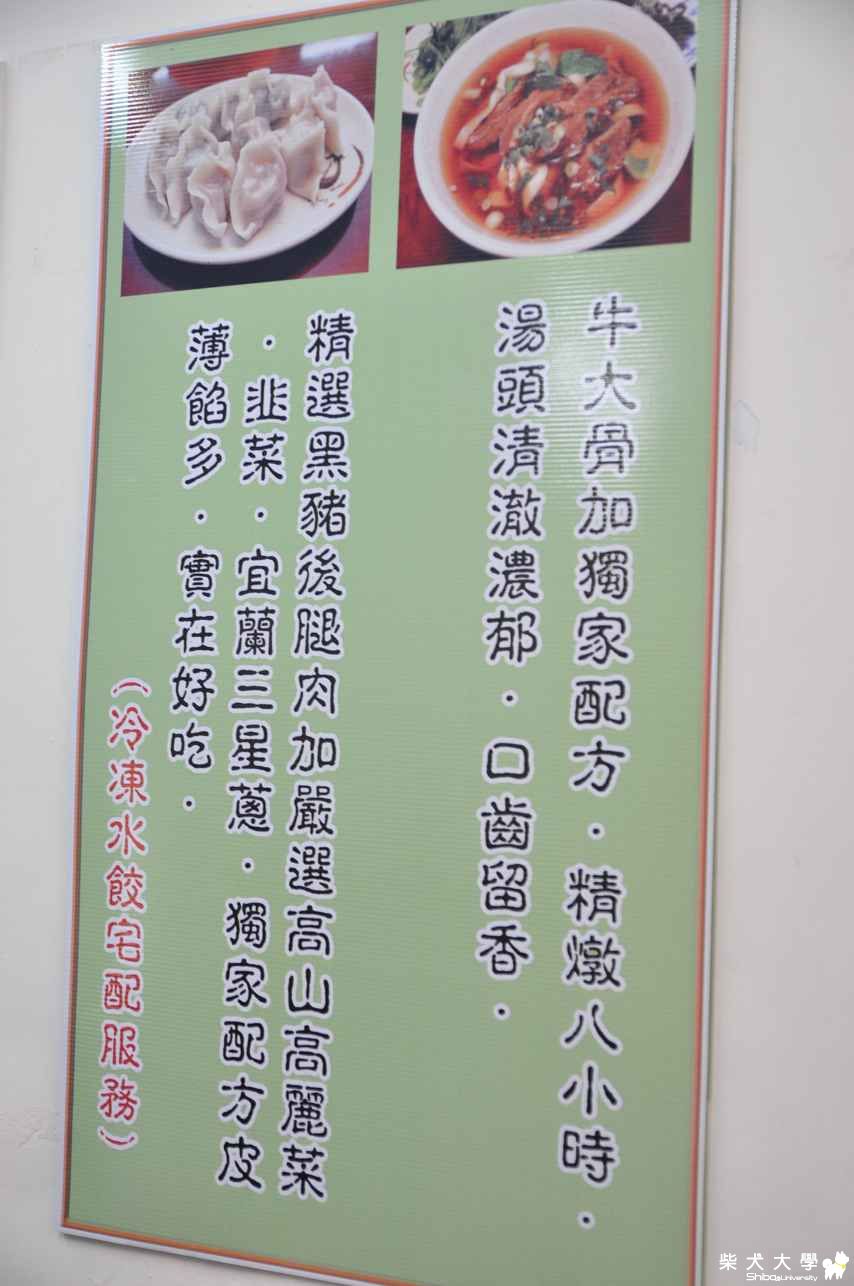 牛大骨加獨家配方．精燉八小時．
湯頭清澈濃郁．口齒留香．
精選黑豬後腿肉加嚴選高山高麗菜
．韭菜．宜蘭三星蔥．獨家配方皮
薄餡多．實在好吃．
（冷凍水餃宅配服務）
柴犬大學
Shiba@University